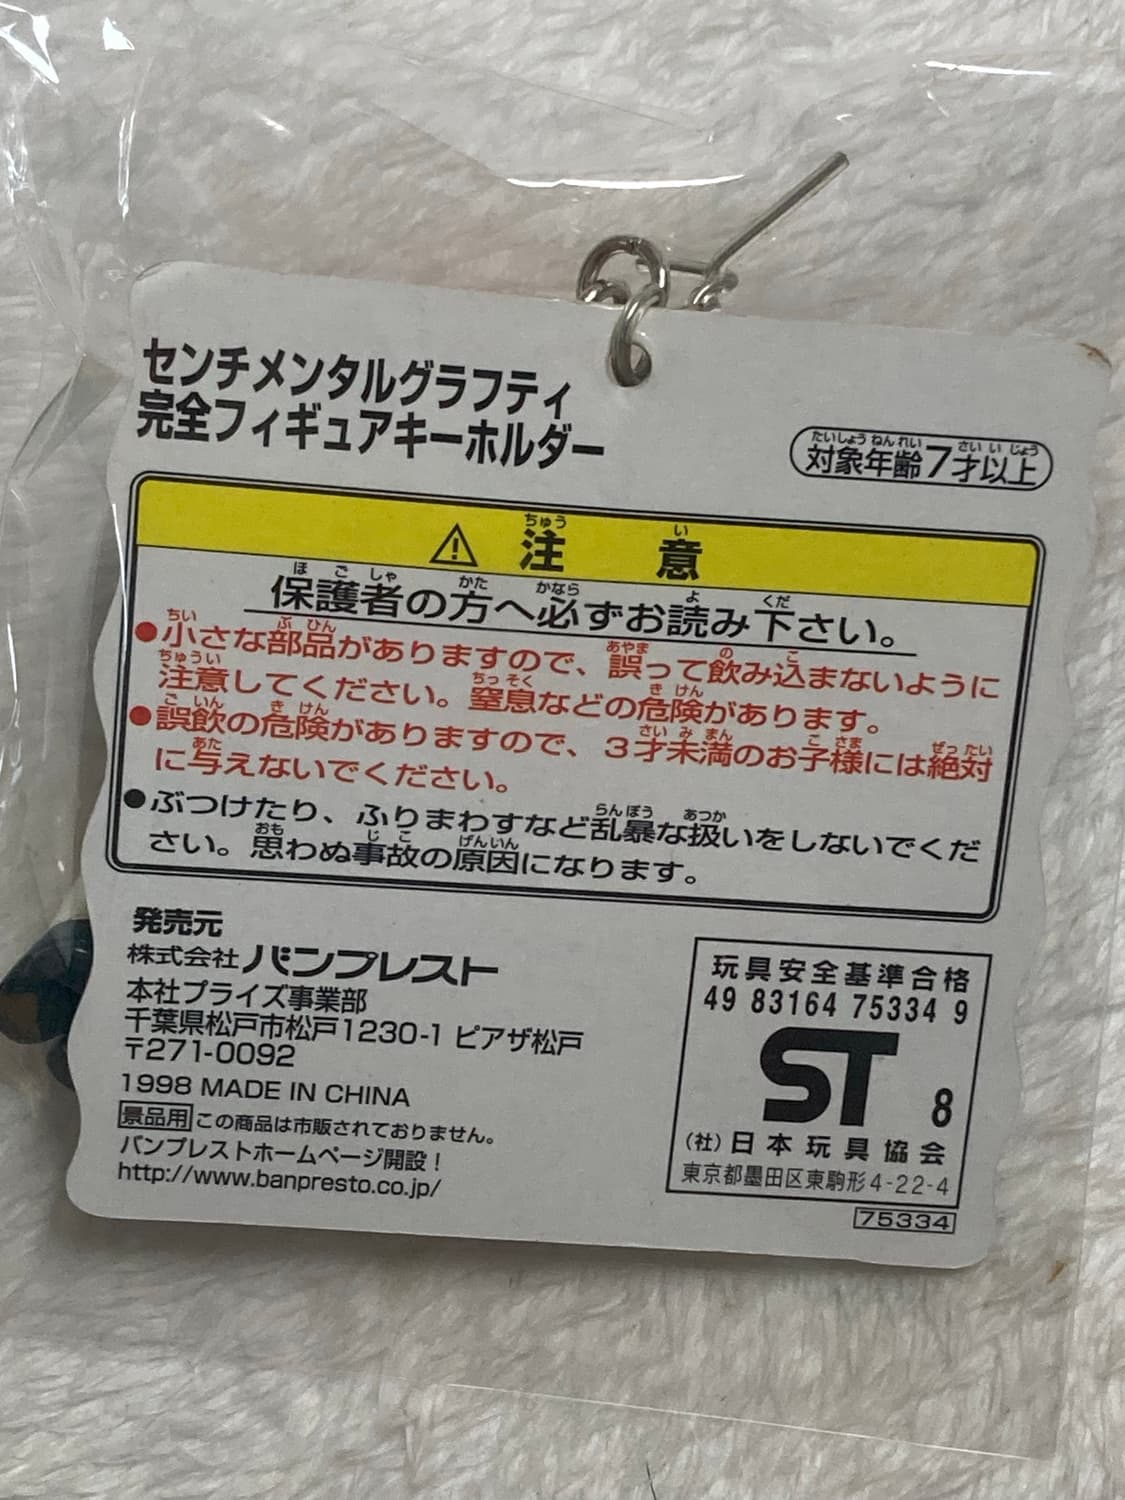 センチメンタルグラフティ
完全フィギュアキーホルダー
対象年齢7才以上
たいしょうねんれい さいいじょう
⚠ 注意
ちゅう い
保護者の方へ必ずお読み下さい。
ほごしゃ かた かなら よ くだ
●小さな部品がありますので、誤って飲み込まないように
ちい ぶひん あやま の こ
注意してください。窒息などの危険があります。
ちゅうい ちっそく きけん
●誤飲の危険がありますので、3才未満のお子様には絶対
ごいん きけん さいみまん こさま ぜったい
に与えないでください。
あた
●ぶつけたり、ふりまわすなど乱暴な扱いをしないでくだ
らんぼう あつか
さい。思わぬ事故の原因になります。
おも じこ げんいん
発売元
株式会社 バンプレスト
本社プライズ事業部
千葉県松戸市松戸1230-1 ピアザ松戸
〒271-0092
1998 MADE IN CHINA
景品用 この商品は市販されておりません。
バンプレストホームページ開設!
http://www.banpresto.co.jp/
玩具安全基準合格
49 83164 75334 9
ST 8
(社)日本玩具協会
東京都墨田区東駒形4-22-4
75334